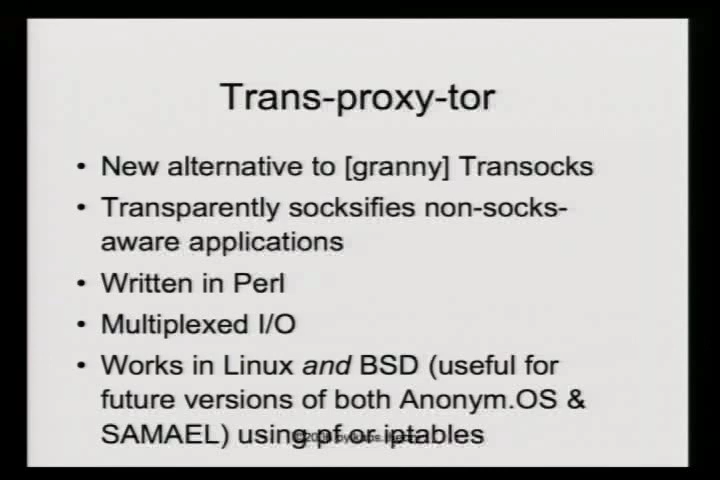 Trans-proxy-tor
• New alternative to [granny] Transocks
• Transparently socksifies non-socks-
aware applications
• Written in Perl
• Multiplexed I/O
• Works in Linux and BSD (useful for
future versions of both Anonym.OS &
SAMAEL) using pf or iptables